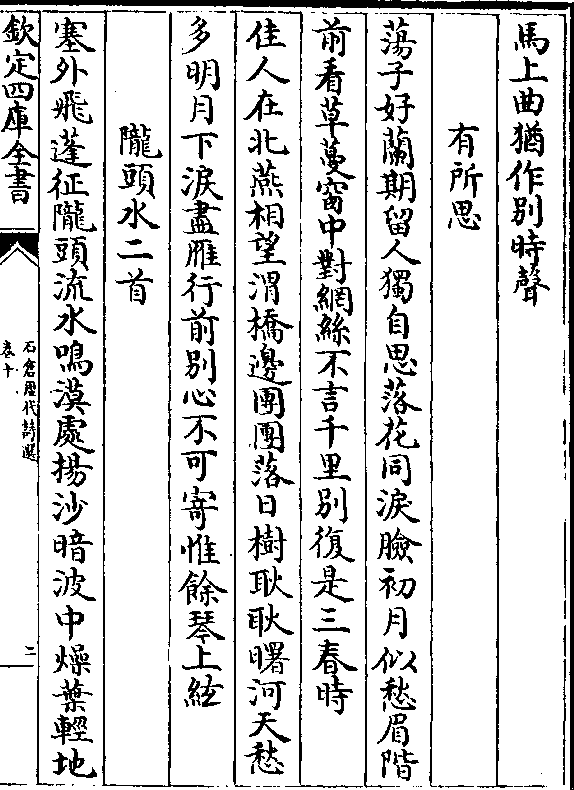 馬上曲猶作別時聲
有所思
蕩子好蘭期留人獨自思落花同淚臉初月似愁眉階
前看草蔓窗中對網絲不言千里別復是三春時
佳人在北燕相望渭橋邊團團落日樹耿耿曙河天愁
多明月下淚盡雁行前別心不可寄惟餘琴上絃
隴頭水二首
塞外飛蓬征隴頭流水鳴漠處揚沙暗波中燥葉輕地
欽定四庫全書
石倉歷代詩選
卷十
三